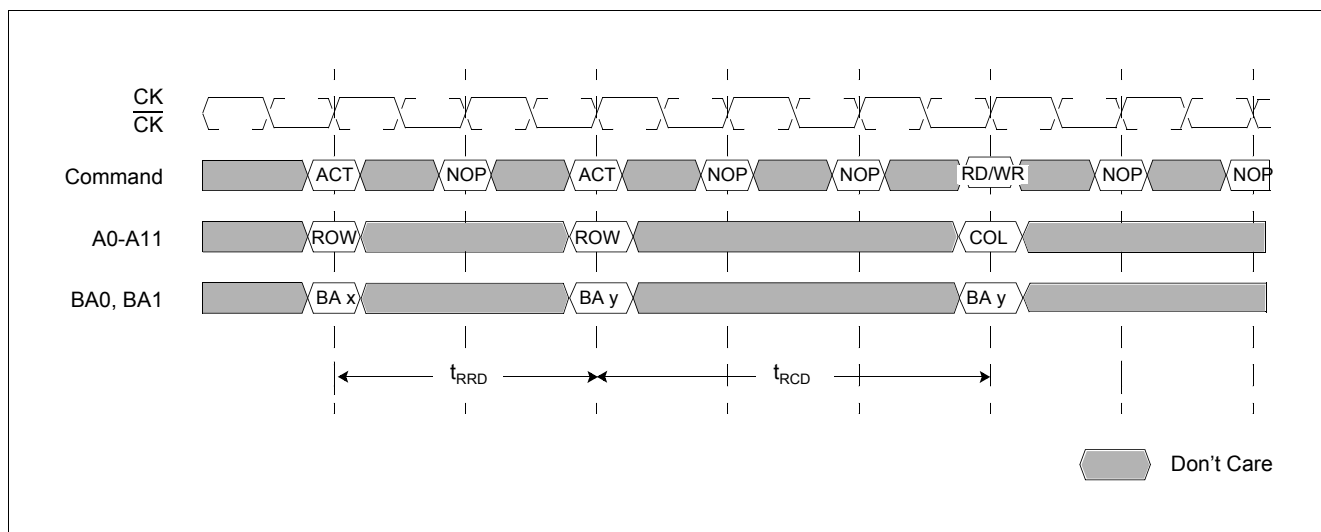 CK
CK
Command ACT NOP ACT NOP NOP RD/WR NOP NOP
A0-A11 ROW ROW COL
BA0, BA1 BA x BA y BA y
tRRD tRCD
Don't Care